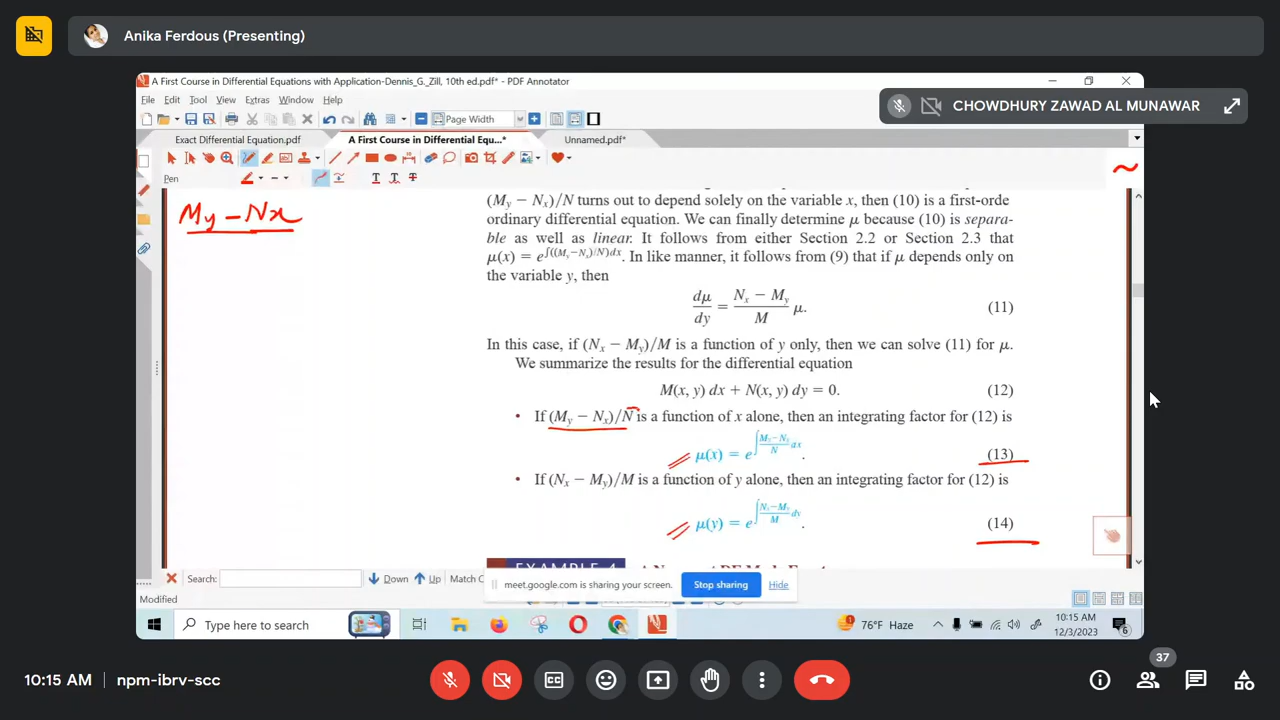 Anika Ferdous (Presenting)
A First Course in Differential Equations with Application-Dennis_G._Zill, 10th ed.pdf* - PDF Annotator
File Edit Tool View Extras Window Help
CHOWDHURY ZAWAD AL MUNAWAR
Page Width
Exact Differential Equation.pdf A First Course in Differential Equ...* Unnamed.pdf*
Pen T T T
My - Nx
(My − Nx)/N turns out to depend solely on the variable x, then (10) is a first-orde
ordinary differential equation. We can finally determine μ because (10) is separa-
ble as well as linear. It follows from either Section 2.2 or Section 2.3 that
μ(x) = e^∫((My−Nx)/N)dx. In like manner, it follows from (9) that if μ depends only on
the variable y, then
dμ/dy = (Nx − My)/M μ. (11)
In this case, if (Nx − My)/M is a function of y only, then we can solve (11) for μ.
We summarize the results for the differential equation
M(x, y) dx + N(x, y) dy = 0. (12)
• If (My − Nx)/N is a function of x alone, then an integrating factor for (12) is
μ(x) = e^∫(My−Nx)/N dx. (13)
• If (Nx − My)/M is a function of y alone, then an integrating factor for (12) is
μ(y) = e^∫(Nx−My)/M dy. (14)
Search: Down Up Match C
meet.google.com is sharing your screen. Stop sharing Hide
Modified
Type here to search 76°F Haze 10:15 AM
12/3/2023 6
10:15 AM npm-ibrv-scc 37